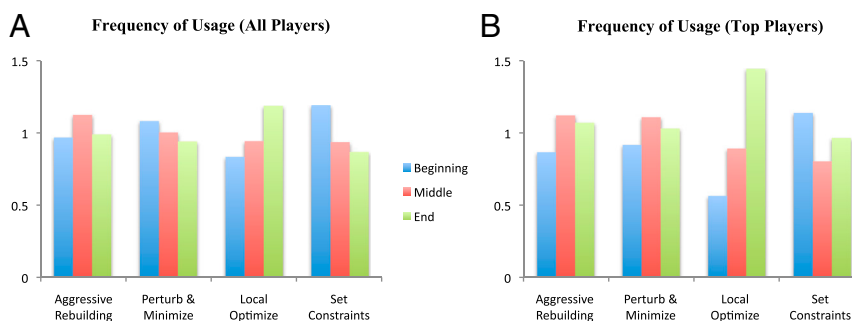 A
Frequency of Usage (All Players)
1.5
1
0.5
0
Aggressive
Rebuilding
Perturb &
Minimize
Local
Optimize
Set
Constraints
Beginning
Middle
End
B
Frequency of Usage (Top Players)
1.5
1
0.5
0
Aggressive
Rebuilding
Perturb &
Minimize
Local
Optimize
Set
Constraints